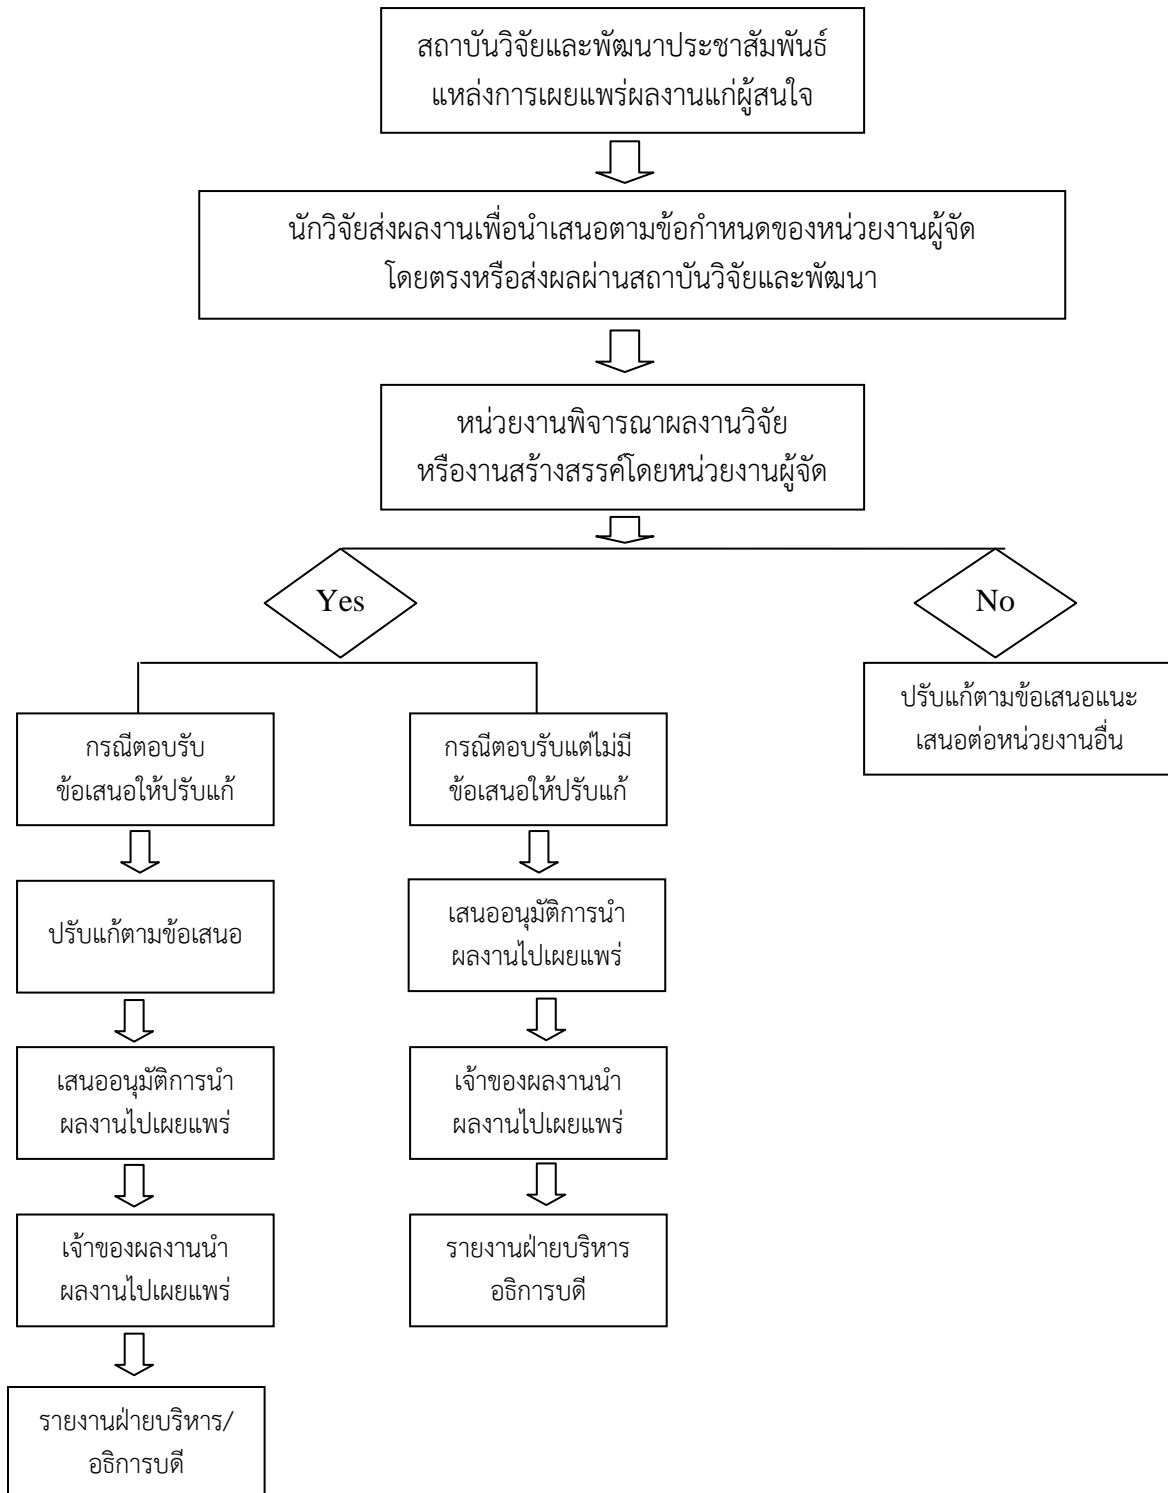 สถาบันวิจัยและพัฒนาประชาสัมพันธ์
แหล่งการเผยแพร่ผลงานแก่ผู้สนใจ
นักวิจัยส่งผลงานเพื่อนำเสนอตามข้อกำหนดของหน่วยงานผู้จัด
โดยตรงหรือส่งผลผ่านสถาบันวิจัยและพัฒนา
หน่วยงานพิจารณาผลงานวิจัย
หรืองานสร้างสรรค์โดยหน่วยงานผู้จัด
Yes
No
ปรับแก้ตามข้อเสนอแนะ
เสนอต่อหน่วยงานอื่น
กรณีตอบรับ
ข้อเสนอให้ปรับแก้
ปรับแก้ตามข้อเสนอ
เสนออนุมัติการนำ
ผลงานไปเผยแพร่
เจ้าของผลงานนำ
ผลงานไปเผยแพร่
รายงานฝ่ายบริหาร/
อธิการบดี
กรณีตอบรับแต่ไม่มี
ข้อเสนอให้ปรับแก้
เสนออนุมัติการนำ
ผลงานไปเผยแพร่
เจ้าของผลงานนำ
ผลงานไปเผยแพร่
รายงานฝ่ายบริหาร
อธิการบดี